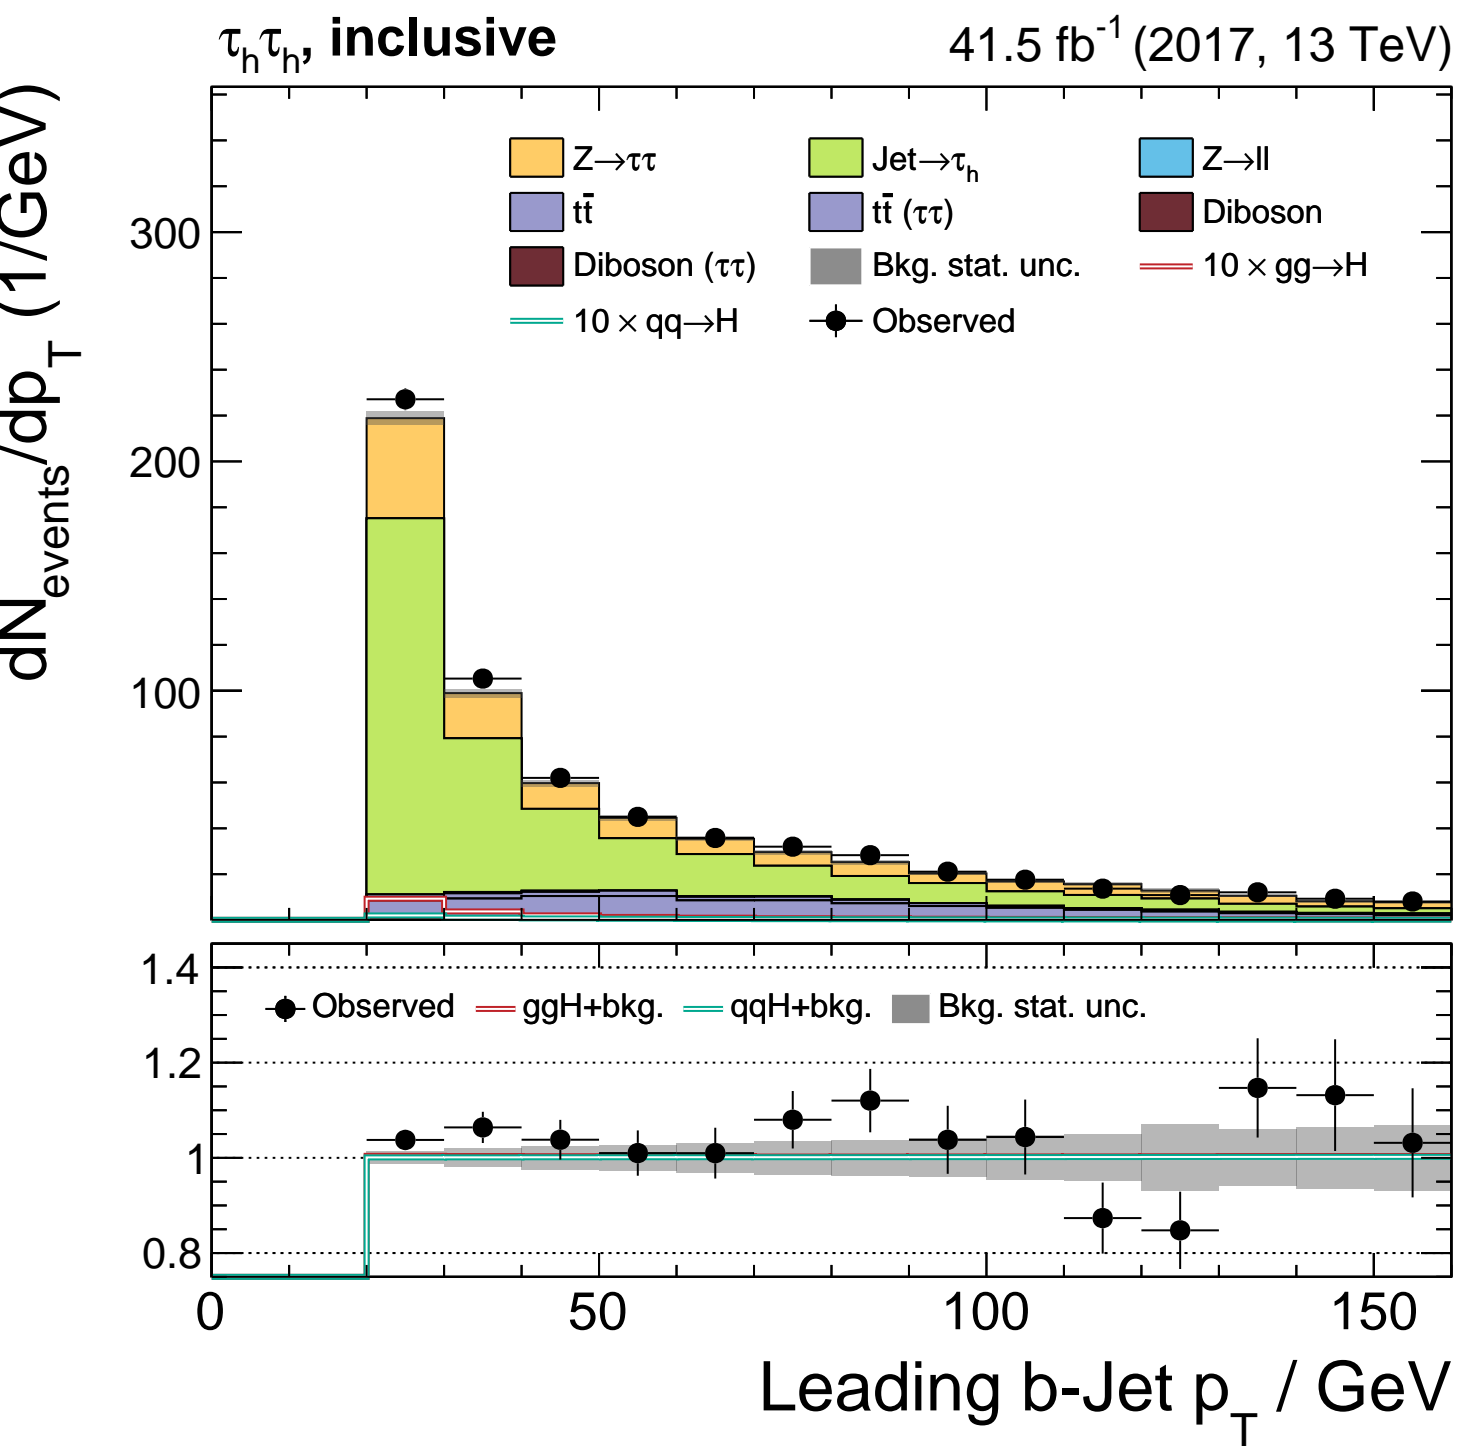 τhτh, inclusive
41.5 fb-1 (2017, 13 TeV)
dNevents/dpT (1/GeV)
Z→ττ
Jet→τh
Z→ll
tt̄
tt̄ (ττ)
Diboson
Diboson (ττ)
Bkg. stat. unc.
10 × gg→H
10 × qq→H
Observed
300
200
100
1.4
1.2
1
0.8
Observed
ggH+bkg.
qqH+bkg.
Bkg. stat. unc.
0
50
100
150
Leading b-Jet pT / GeV